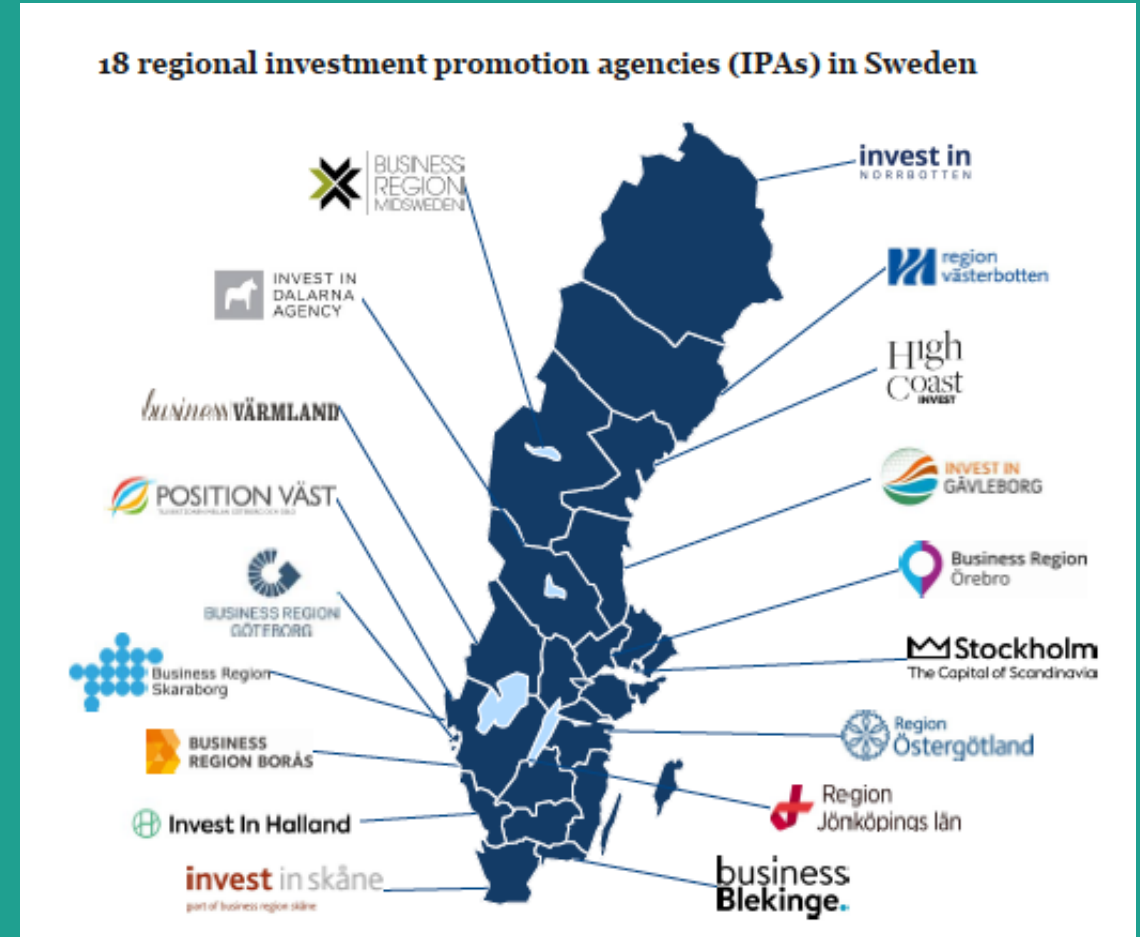 18 regional investment promotion agencies (IPAs) in Sweden
BUSINESS
REGION
MIDSWEDEN
invest in
NORRBOTTEN
region
västerbotten
INVEST IN
DALARNA
AGENCY
High
Coast
INVEST
business VÄRMLAND
INVEST IN
GÄVLEBORG
POSITION VÄST
Business Region
Örebro
BUSINESS REGION
GÖTEBORG
Stockholm
The Capital of Scandinavia
Business Region
Skaraborg
Region
Östergötland
BUSINESS
REGION BORÅS
Region
Jönköpings län
Invest In Halland
invest in skåne
part of business region skåne
business
Blekinge.